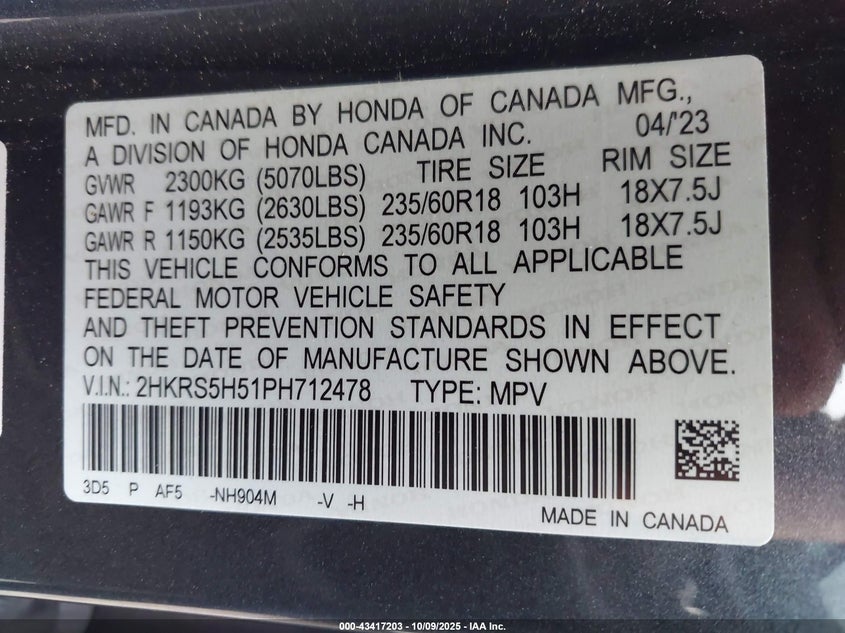 MFD. IN CANADA BY HONDA OF CANADA MFG.,
A DIVISION OF HONDA CANADA INC. 04/'23
GVWR 2300KG (5070LBS) TIRE SIZE RIM SIZE
GAWR F 1193KG (2630LBS) 235/60R18 103H 18X7.5J
GAWR R 1150KG (2535LBS) 235/60R18 103H 18X7.5J
THIS VEHICLE CONFORMS TO ALL APPLICABLE
FEDERAL MOTOR VEHICLE SAFETY
AND THEFT PREVENTION STANDARDS IN EFFECT
ON THE DATE OF MANUFACTURE SHOWN ABOVE.
V.I.N.: 2HKRS5H51PH712478 TYPE: MPV
3D5 P AF5 -NH904M -V -H
MADE IN CANADA
000-43417203 - 10/09/2025 - IAA Inc.